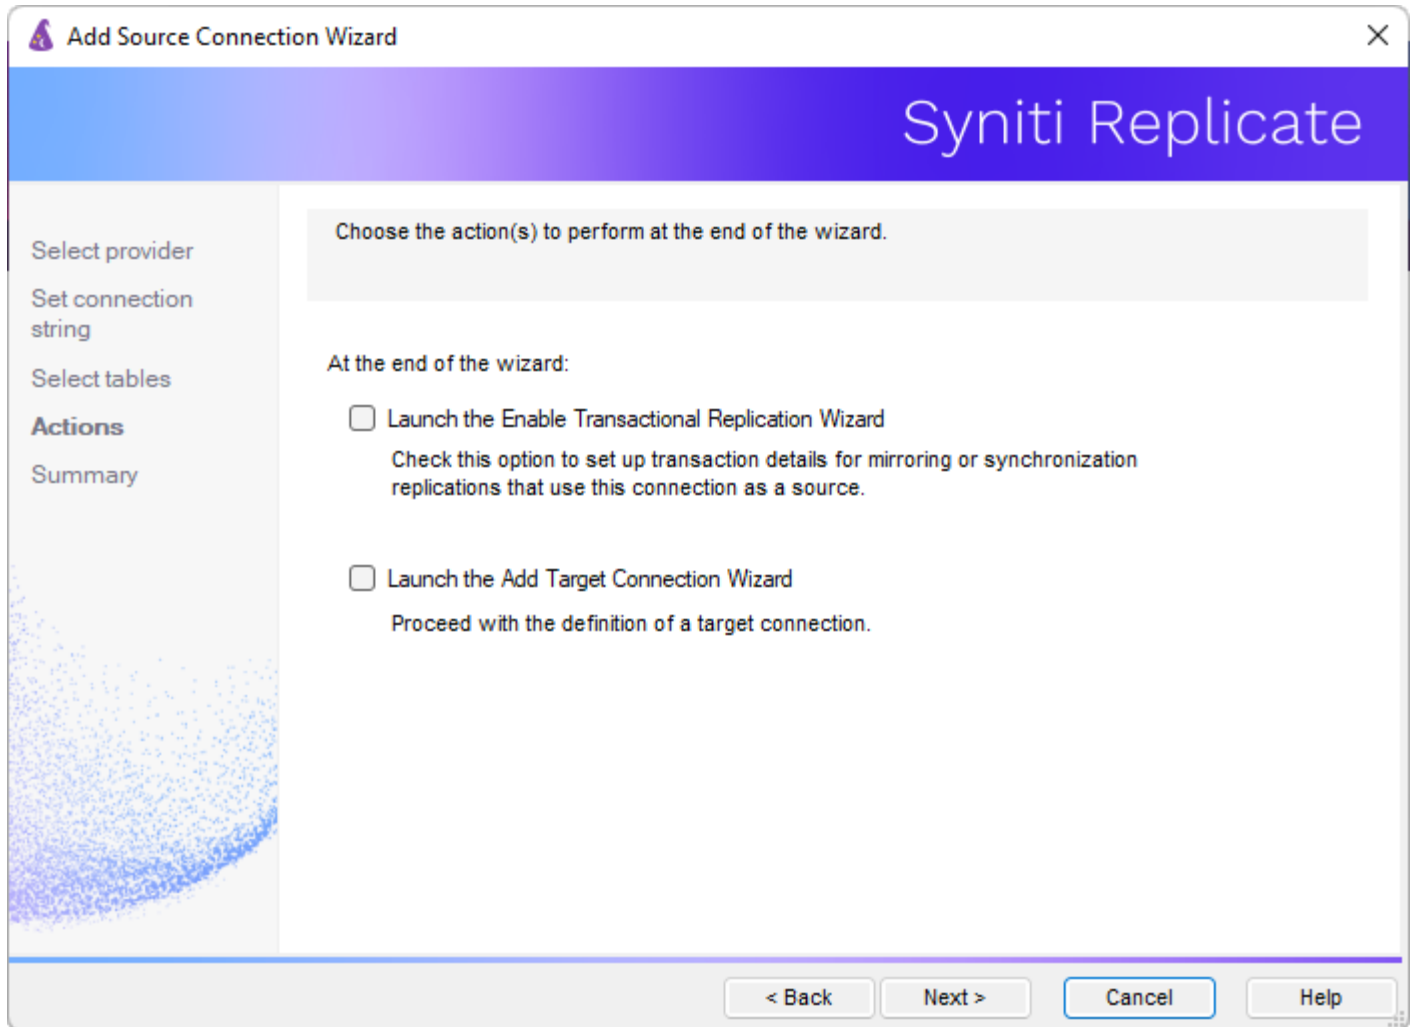 Add Source Connection Wizard
Syniti Replicate
Select provider
Set connection
string
Select tables
Actions
Summary
Choose the action(s) to perform at the end of the wizard.
At the end of the wizard:
Launch the Enable Transactional Replication Wizard
Check this option to set up transaction details for mirroring or synchronization
replications that use this connection as a source.
Launch the Add Target Connection Wizard
Proceed with the definition of a target connection.
< Back
Next >
Cancel
Help